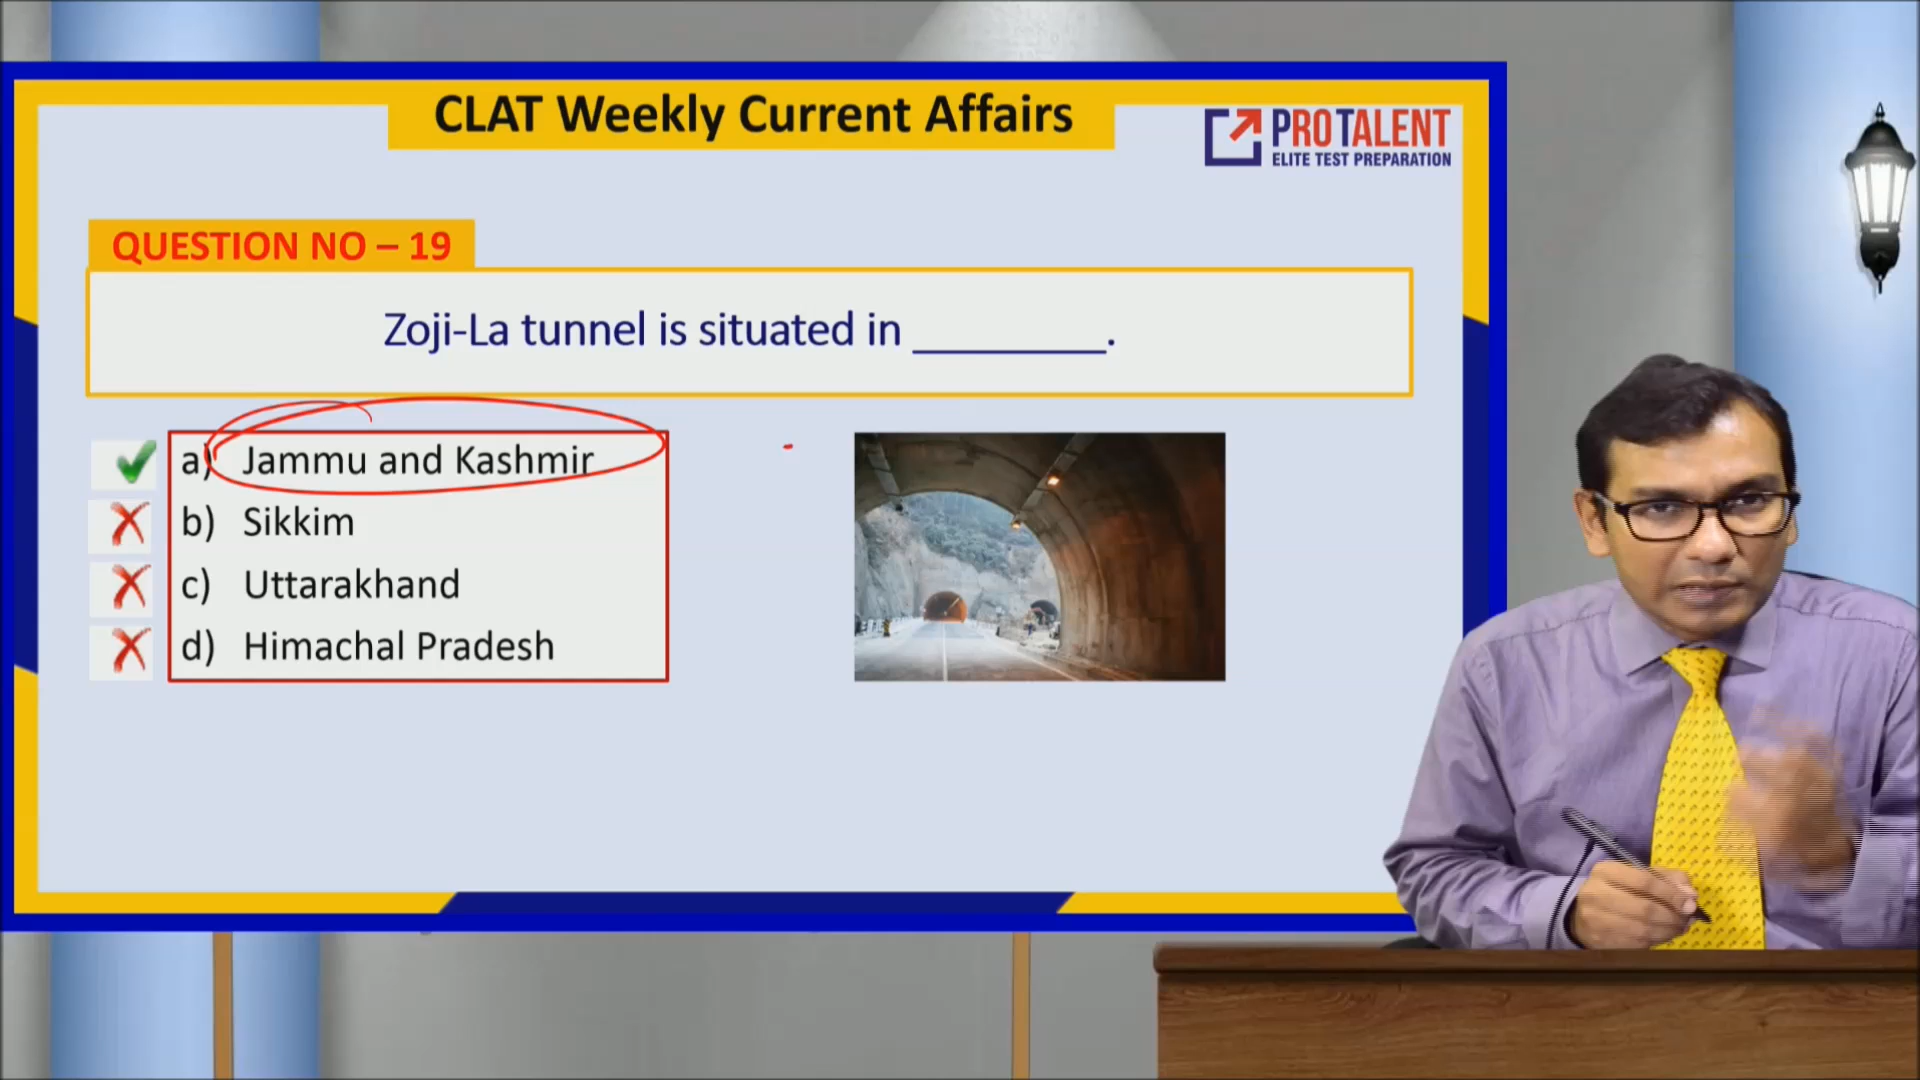 CLAT Weekly Current Affairs
PROTALENT
ELITE TEST PREPARATION
QUESTION NO – 19
Zoji-La tunnel is situated in _________.
a) Jammu and Kashmir
b) Sikkim
c) Uttarakhand
d) Himachal Pradesh